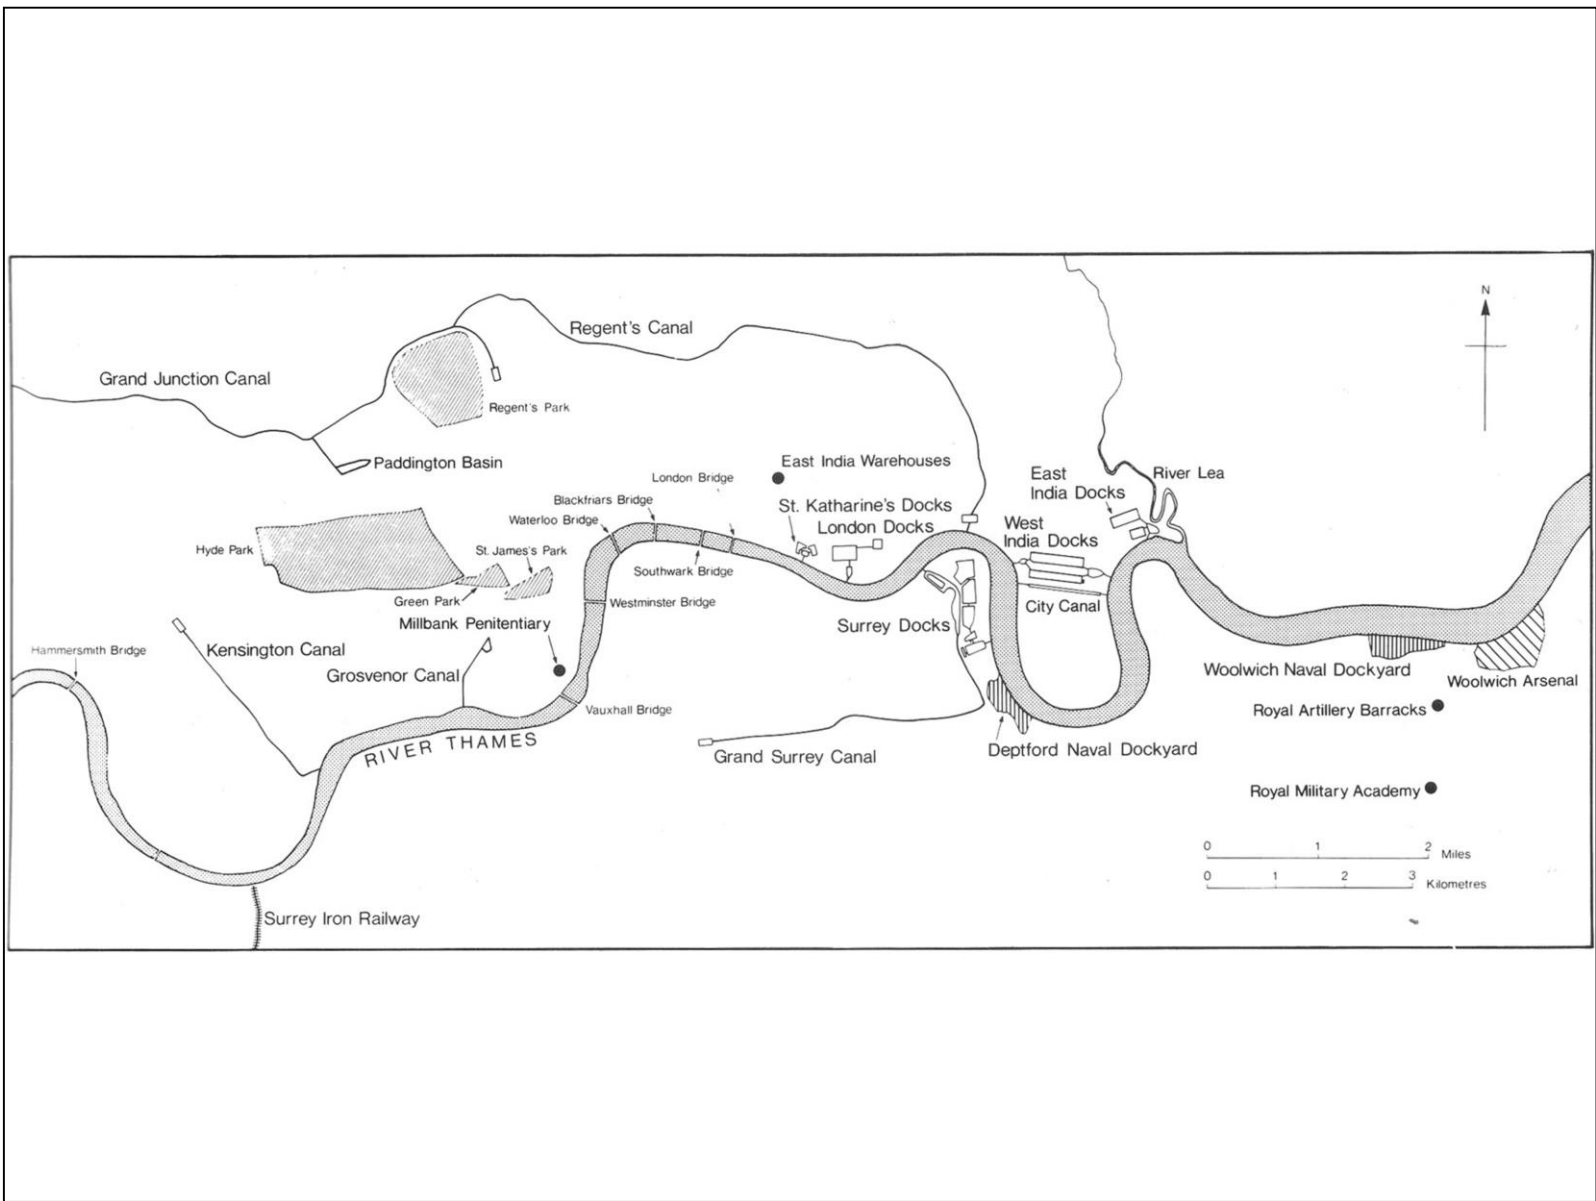 N
Regent's Canal
Grand Junction Canal
Regent's Park
Paddington Basin
East India Warehouses
London Bridge
East
India Docks
River Lea
Blackfriars Bridge
St. Katharine's Docks
Waterloo Bridge
London Docks
West
India Docks
Hyde Park
St. James's Park
Southwark Bridge
Green Park
Westminster Bridge
City Canal
Millbank Penitentiary
Surrey Docks
Hammersmith Bridge
Kensington Canal
Grosvenor Canal
Woolwich Naval Dockyard
Woolwich Arsenal
Vauxhall Bridge
Royal Artillery Barracks
RIVER THAMES
Grand Surrey Canal
Deptford Naval Dockyard
Royal Military Academy
0 1 2 Miles
0 1 2 3 Kilometres
Surrey Iron Railway